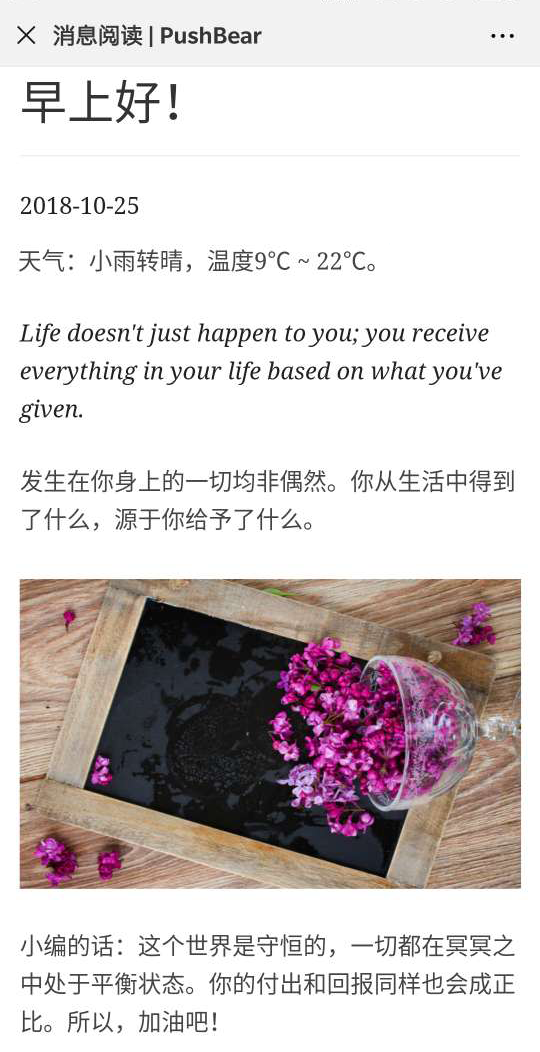 消息阅读 | PushBear
早上好！
2018-10-25
天气：小雨转晴，温度9℃ ~ 22℃。
Life doesn't just happen to you; you receive
everything in your life based on what you've
given.
发生在你身上的一切均非偶然。你从生活中得到
了什么，源于你给予了什么。
小编的话：这个世界是守恒的，一切都在冥冥之
中处于平衡状态。你的付出和回报同样也会成正
比。所以，加油吧！